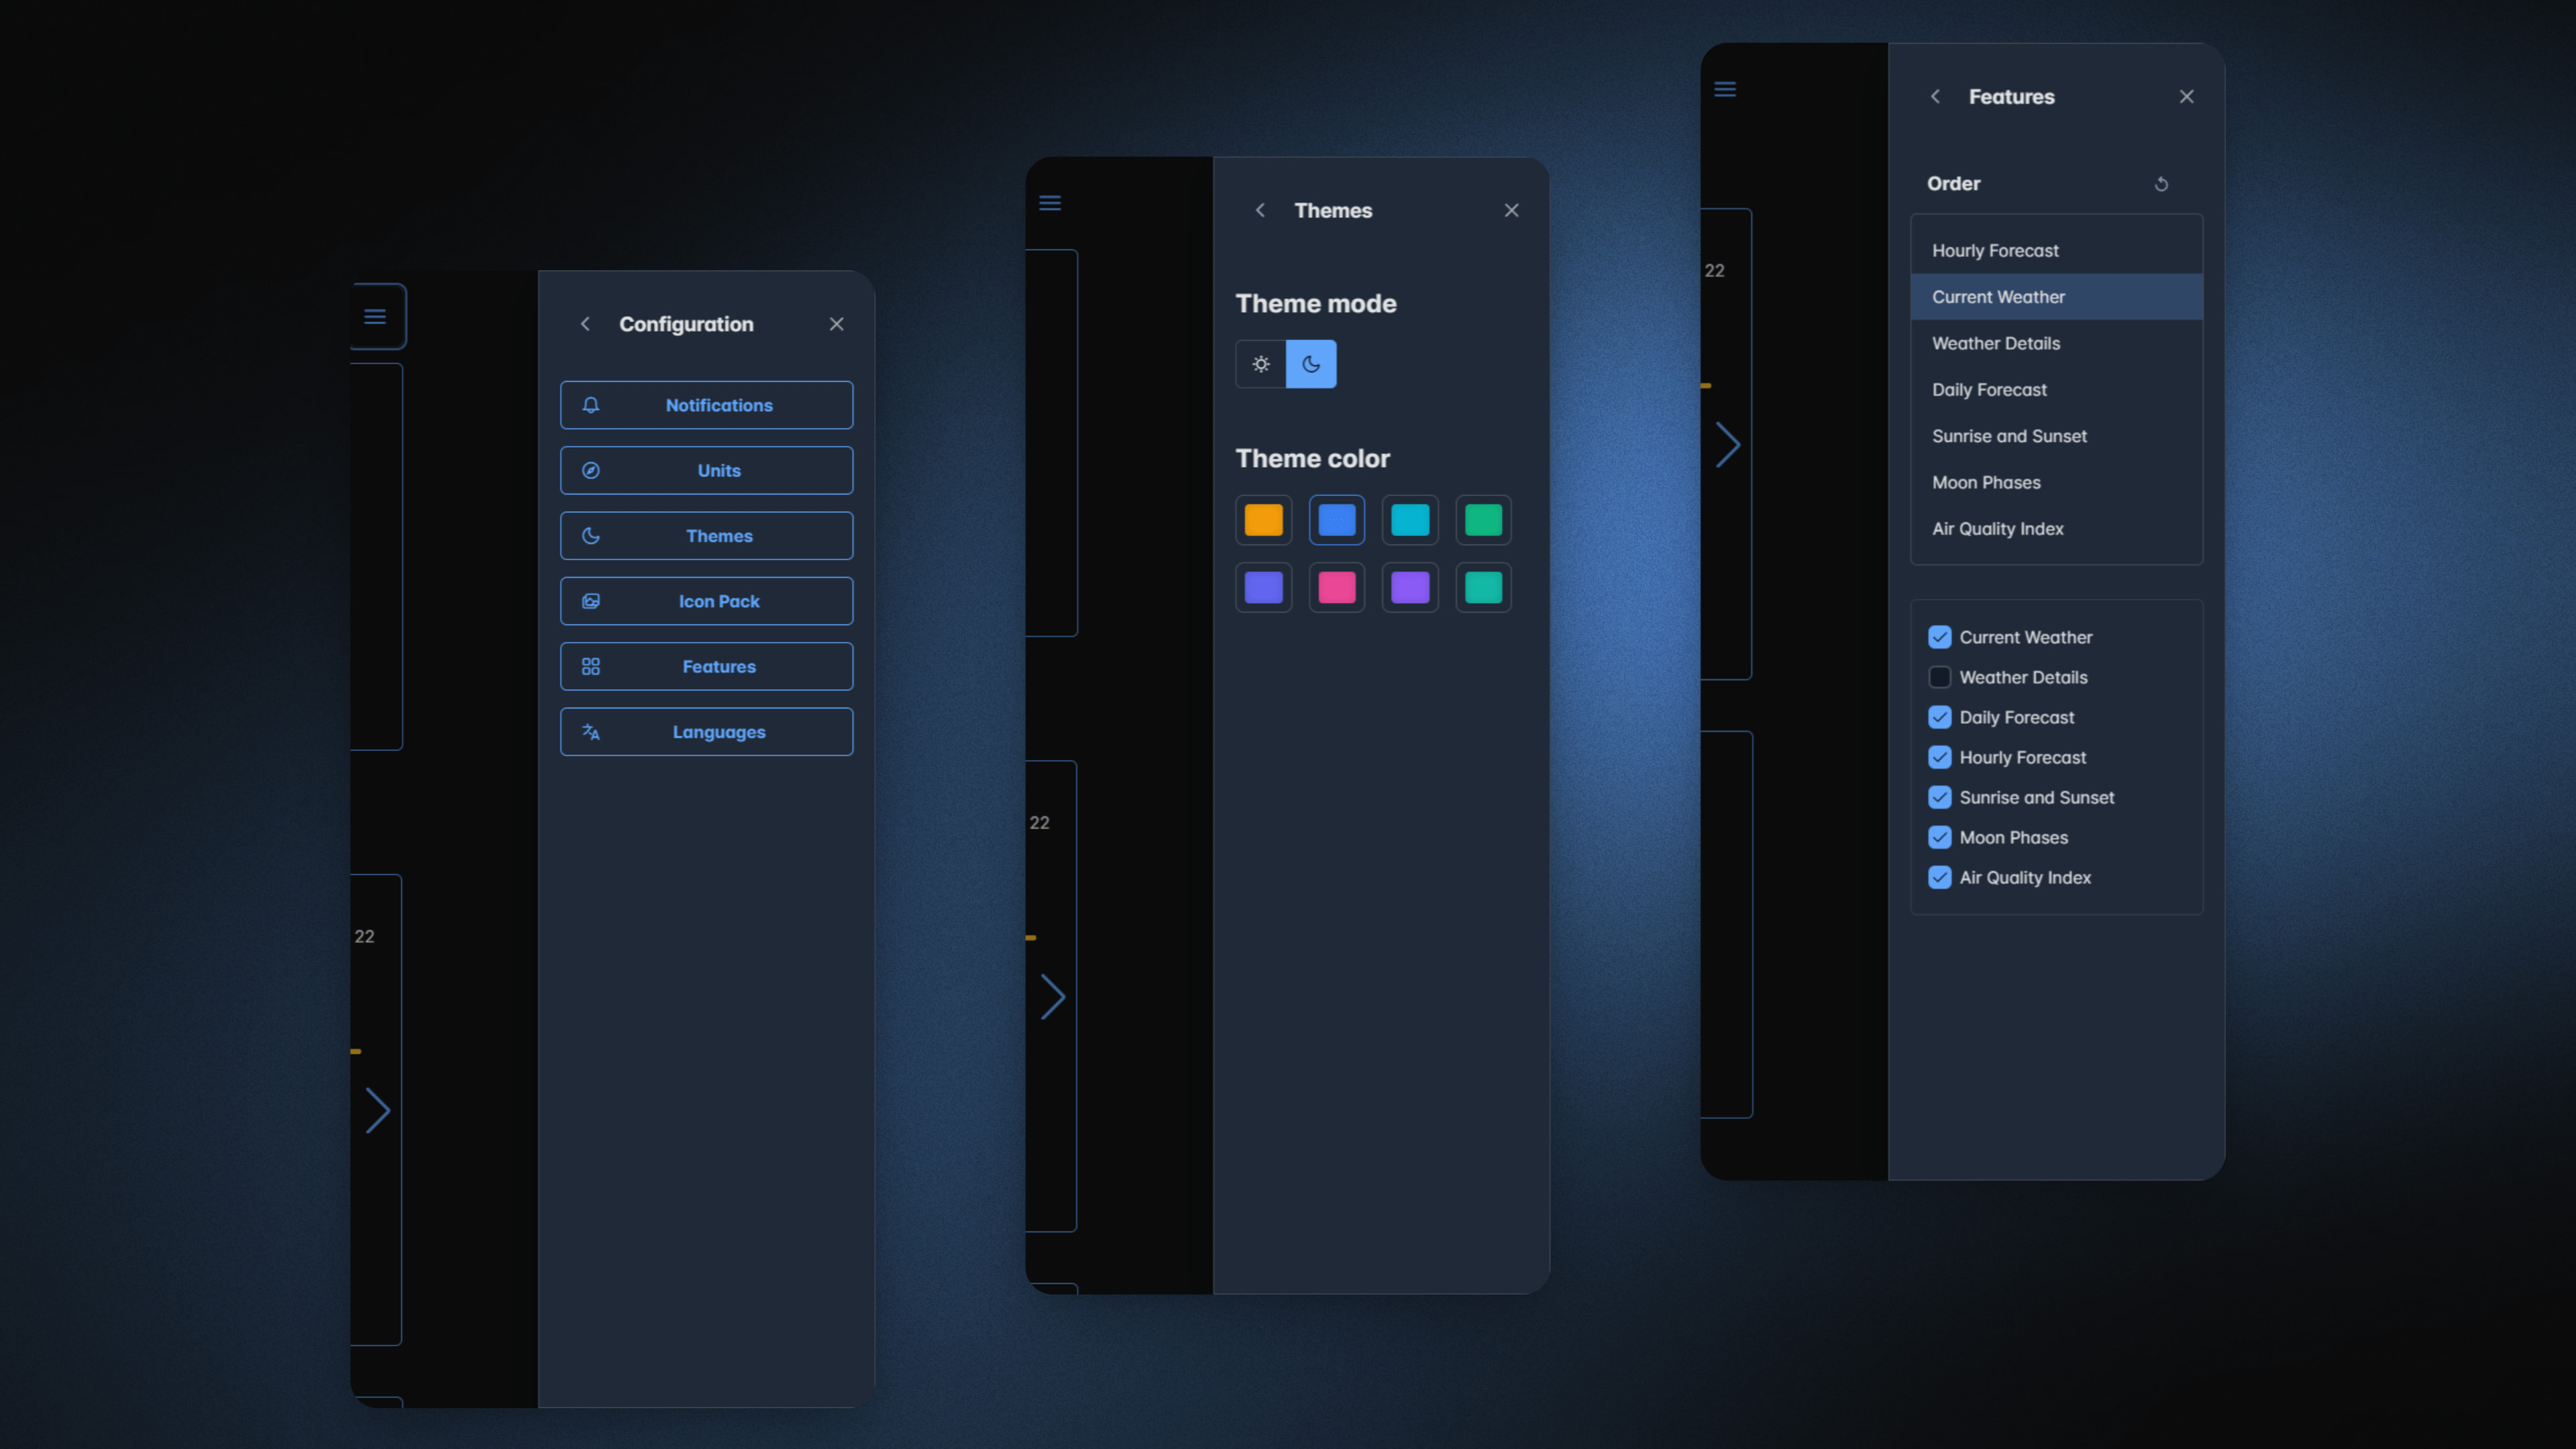 Configuration
Notifications
Units
Themes
Icon Pack
Features
Languages
22
Themes
Theme mode
Theme color
22
Features
Order
22
Hourly Forecast
Current Weather
Weather Details
Daily Forecast
Sunrise and Sunset
Moon Phases
Air Quality Index
Current Weather
Weather Details
Daily Forecast
Hourly Forecast
Sunrise and Sunset
Moon Phases
Air Quality Index